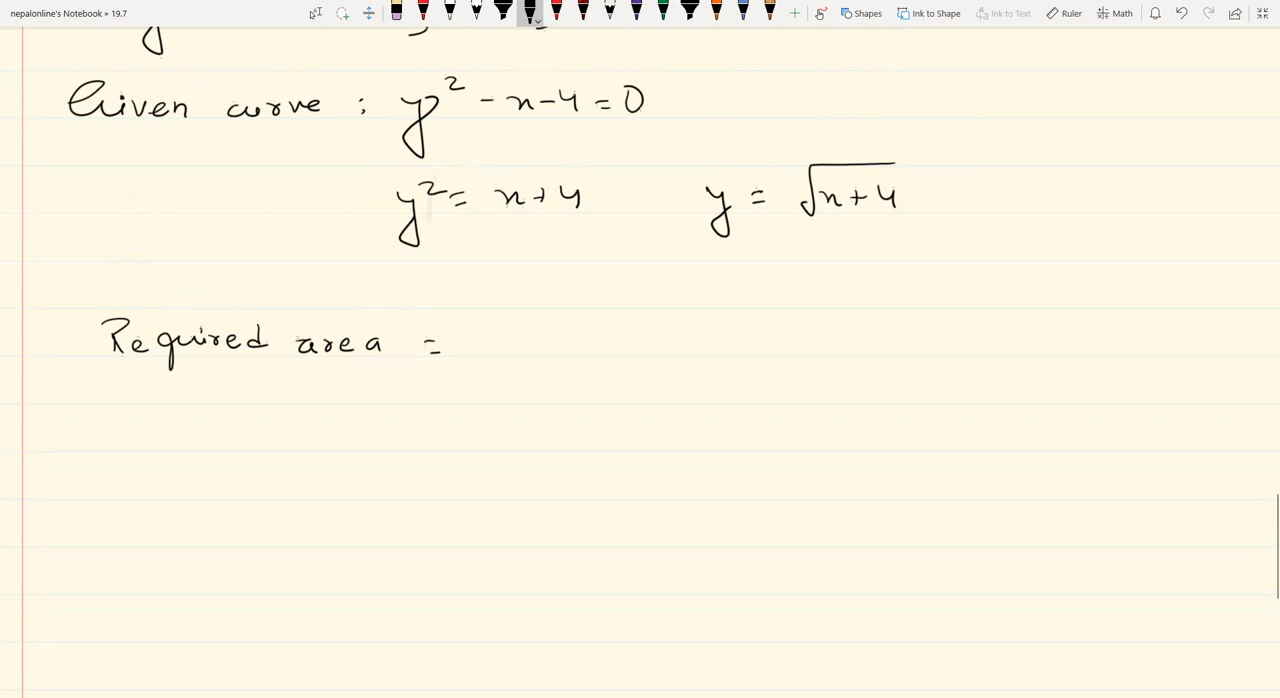 nepalonline's Notebook » 19.7
Shapes Ink to Shape Ink to Text Ruler Math
Given curve : y² - x - 4 = 0
y² = x + 4 y = √x + 4
Required area =